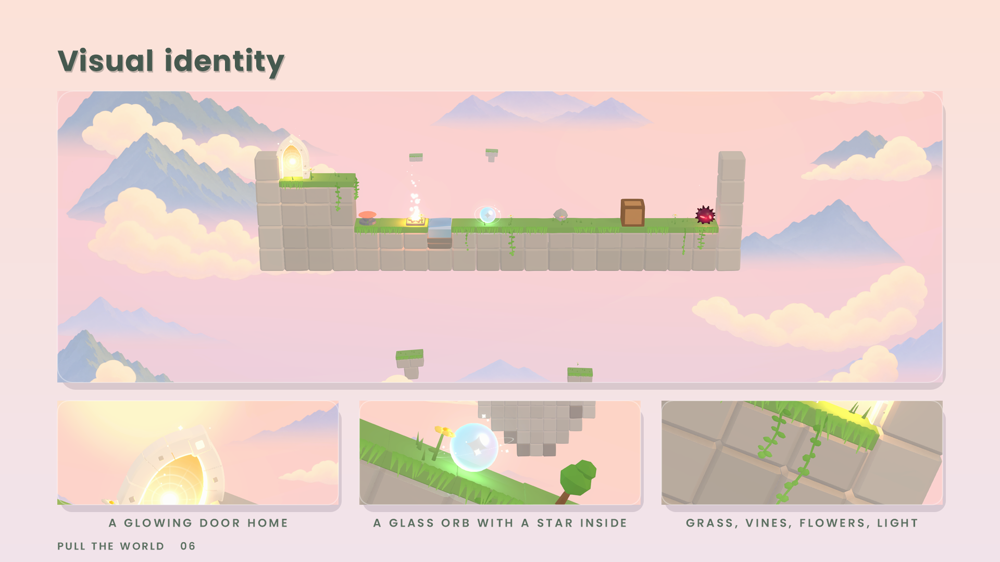 Visual identity
A GLOWING DOOR HOME
A GLASS ORB WITH A STAR INSIDE
GRASS, VINES, FLOWERS, LIGHT
PULL THE WORLD 06